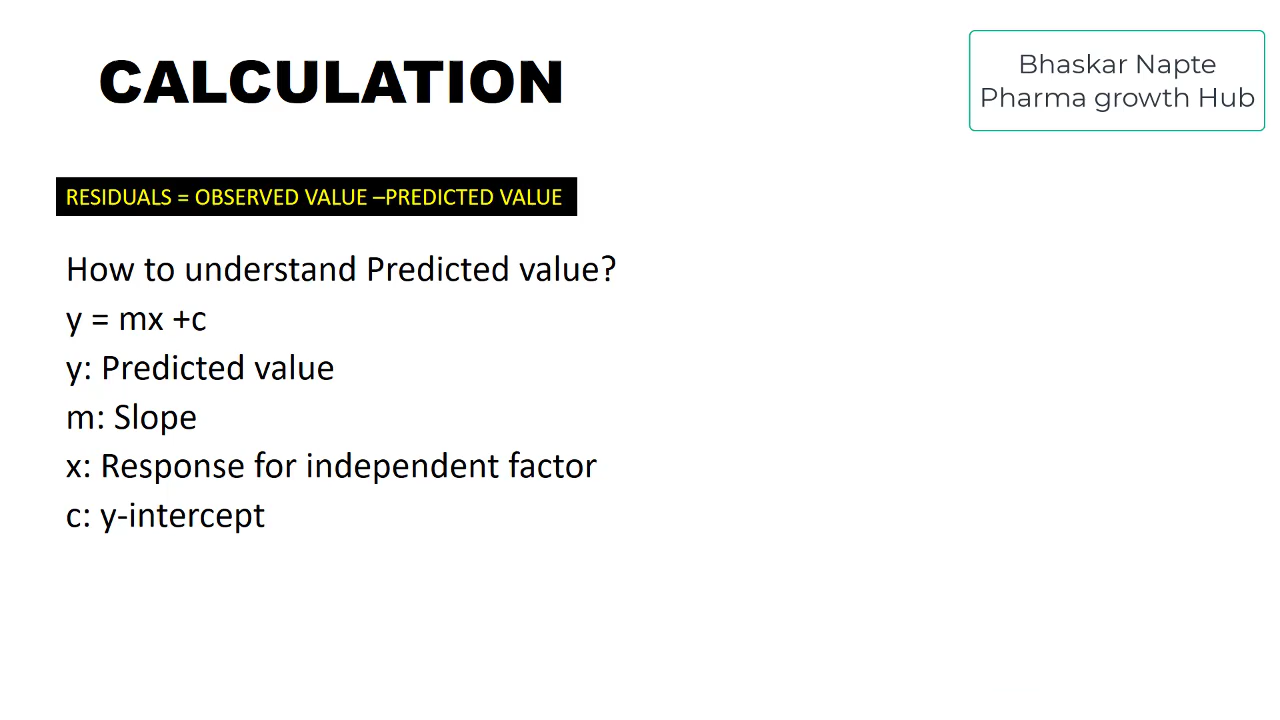 CALCULATION
Bhaskar Napte
Pharma growth Hub
RESIDUALS = OBSERVED VALUE –PREDICTED VALUE
How to understand Predicted value?
y = mx +c
y: Predicted value
m: Slope
x: Response for independent factor
c: y-intercept